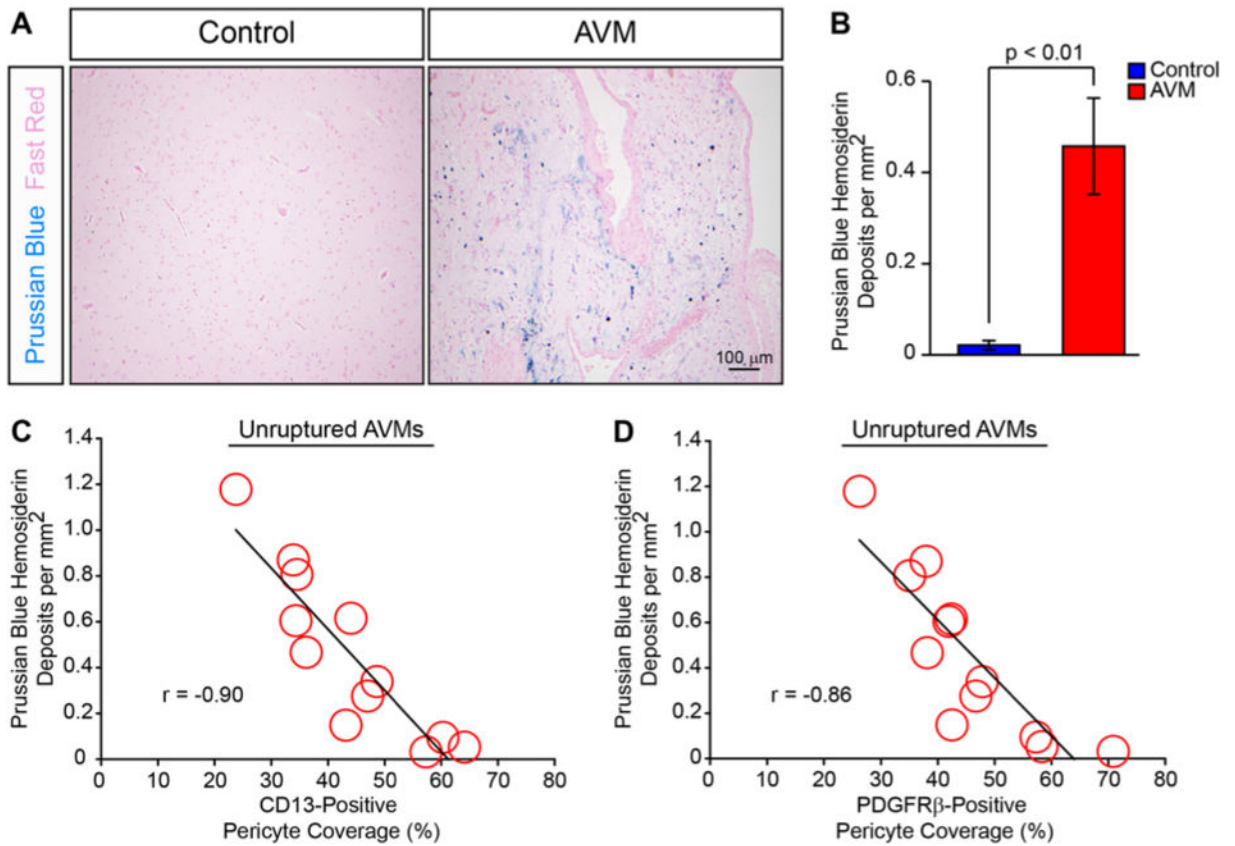 A
Control
AVM
Prussian Blue Fast Red
100 μm
B
p < 0.01
Control
AVM
Prussian Blue Hemosiderin
Deposits per mm2
0.6
0.4
0.2
0
C
Unruptured AVMs
Prussian Blue Hemosiderin
Deposits per mm2
1.4
1.2
1.0
0.8
0.6
0.4
0.2
0
r = -0.90
0 10 20 30 40 50 60 70 80
CD13-Positive
Pericyte Coverage (%)
D
Unruptured AVMs
Prussian Blue Hemosiderin
Deposits per mm2
1.4
1.2
1.0
0.8
0.6
0.4
0.2
0
r = -0.86
0 10 20 30 40 50 60 70 80
PDGFRβ-Positive
Pericyte Coverage (%)